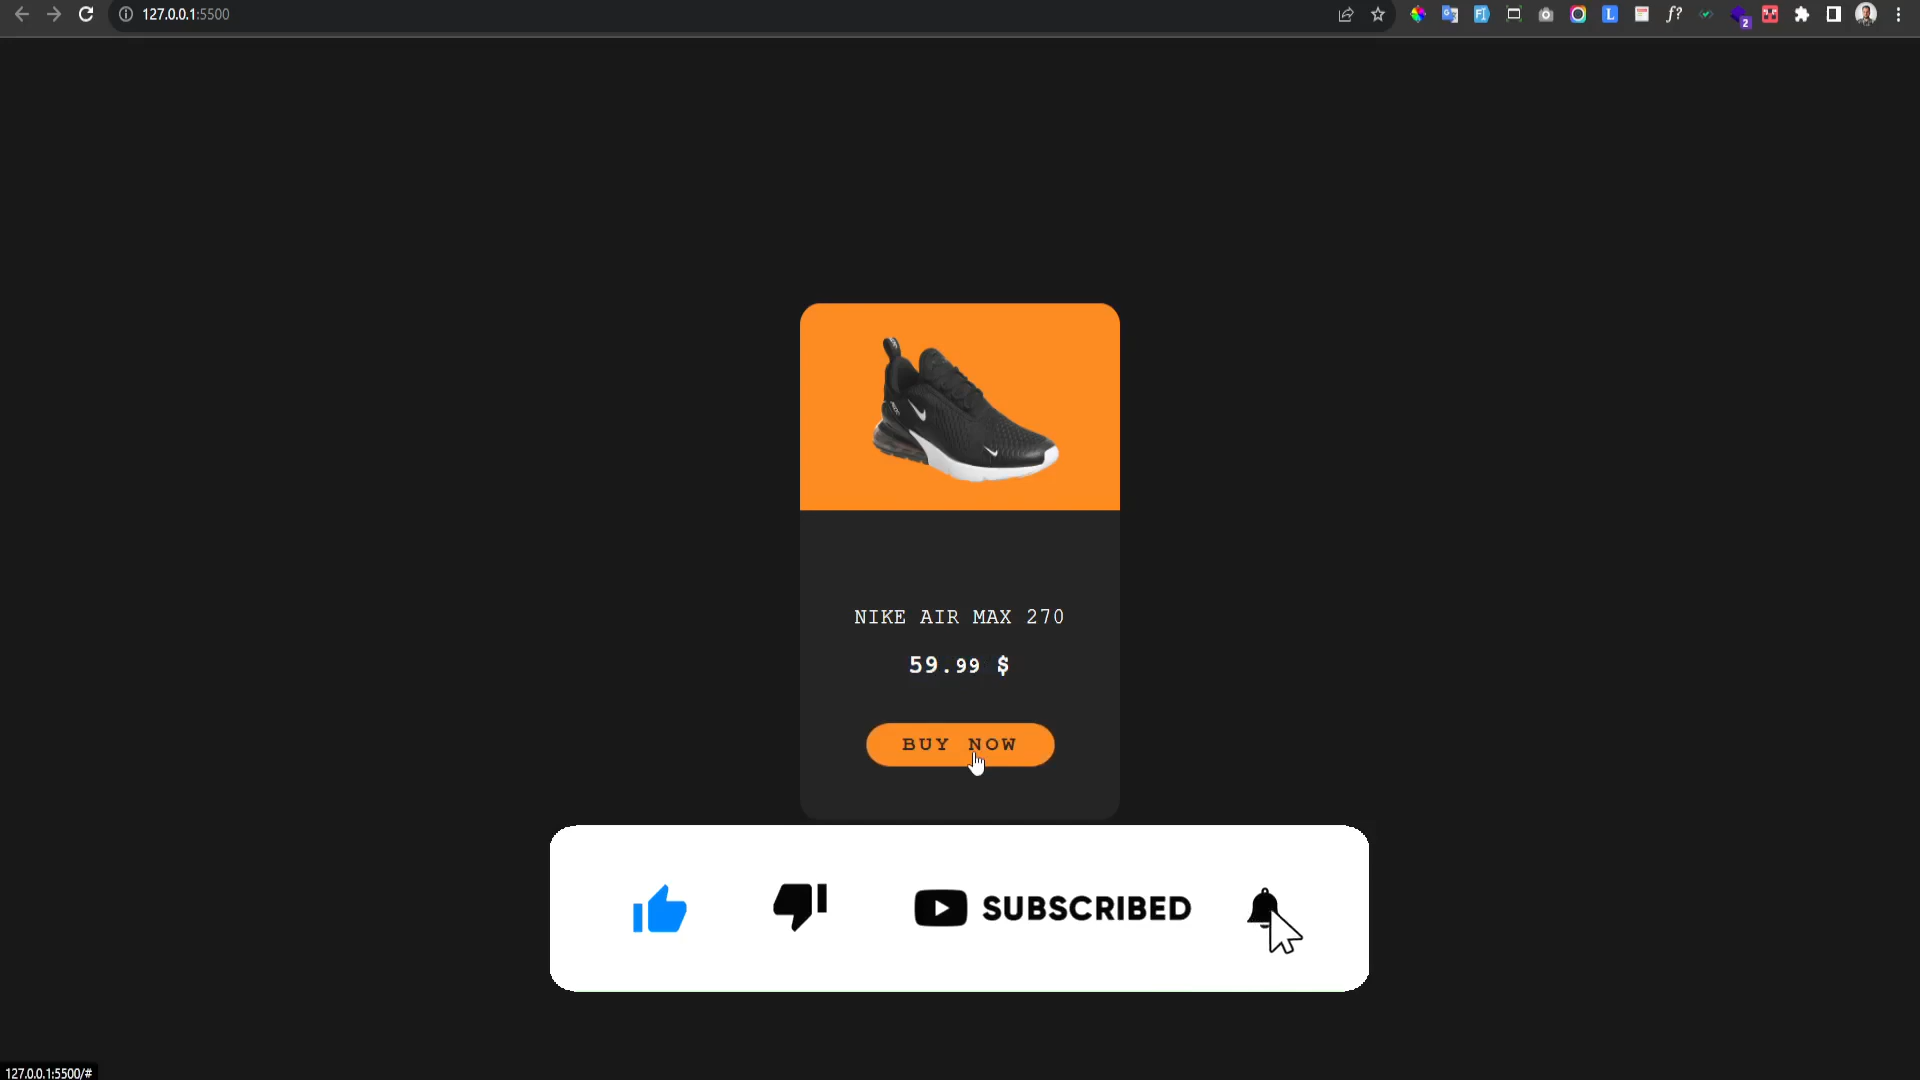 127.0.0.1:5500
NIKE AIR MAX 270
59.99 $
BUY NOW
SUBSCRIBED
127.0.0.1:5500/#